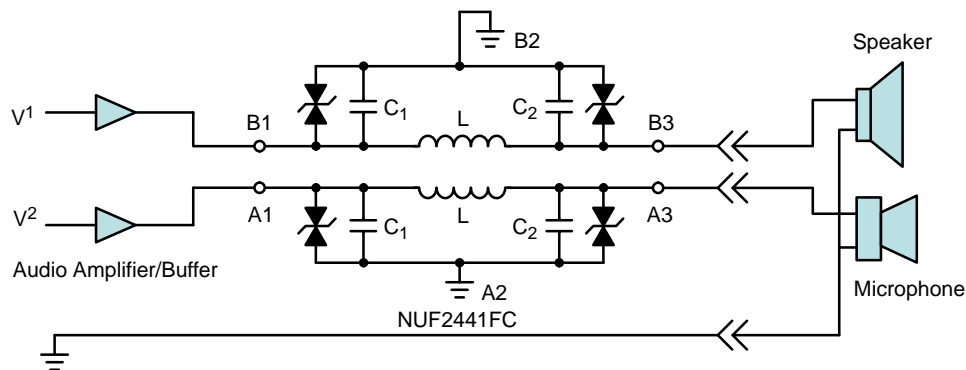 B2
Speaker
V1
B1
C1
L
C2
B3
V2
A1
C1
L
C2
A3
Audio Amplifier/Buffer
A2
Microphone
NUF2441FC